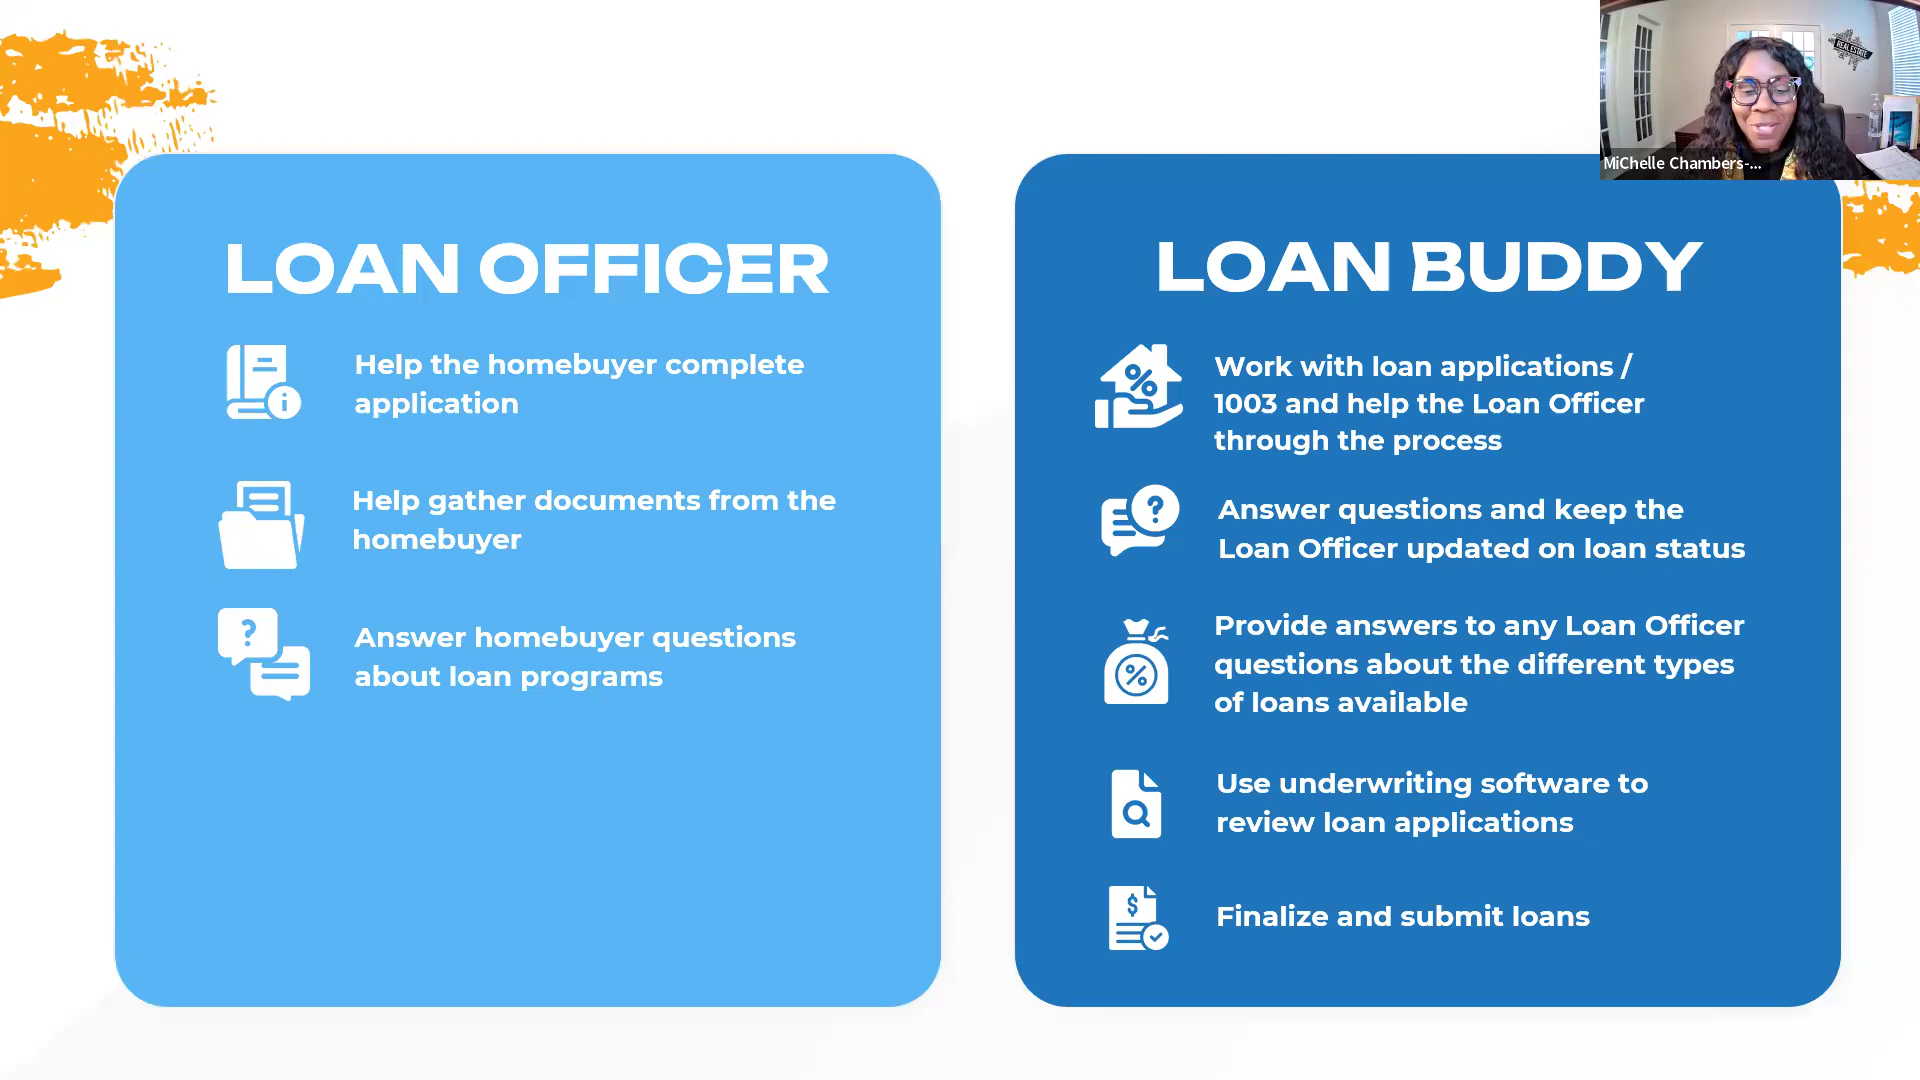 REAL ESTATE
MiChelle Chambers-...
LOAN OFFICER
Help the homebuyer complete
application
Help gather documents from the
homebuyer
Answer homebuyer questions
about loan programs
LOAN BUDDY
Work with loan applications /
1003 and help the Loan Officer
through the process
Answer questions and keep the
Loan Officer updated on loan status
Provide answers to any Loan Officer
questions about the different types
of loans available
Use underwriting software to
review loan applications
Finalize and submit loans